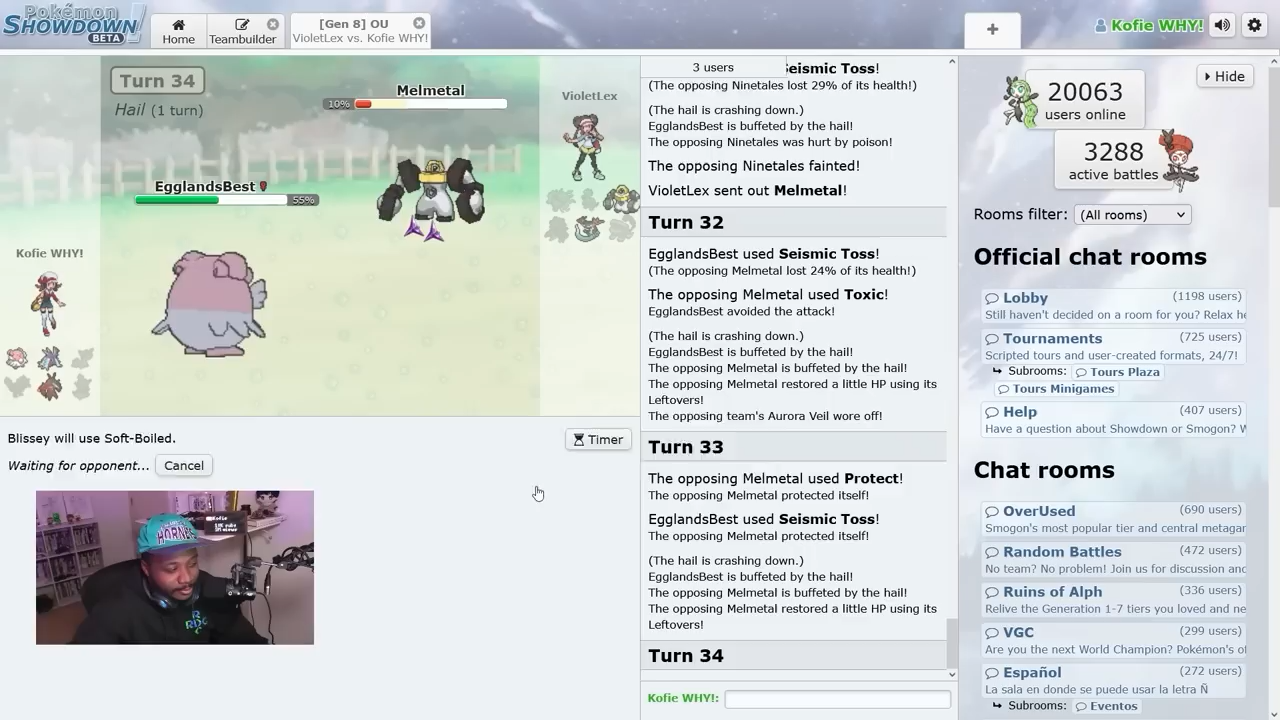 Pokémon
SHOWDOWN!
BETA
Home
Teambuilder
[Gen 8] OU
VioletLex vs. Kofie WHY!
+
Kofie WHY!
Turn 34
Hail (1 turn)
Melmetal
10%
EgglandsBest
55%
VioletLex
Kofie WHY!
Blissey will use Soft-Boiled.
Timer
Waiting for opponent...
Cancel
HORNETS
3 users
Seismic Toss!
(The opposing Ninetales lost 29% of its health!)
(The hail is crashing down.)
EgglandsBest is buffeted by the hail!
The opposing Ninetales was hurt by poison!
The opposing Ninetales fainted!
VioletLex sent out Melmetal!
Turn 32
EgglandsBest used Seismic Toss!
(The opposing Melmetal lost 24% of its health!)
The opposing Melmetal used Toxic!
EgglandsBest avoided the attack!
(The hail is crashing down.)
EgglandsBest is buffeted by the hail!
The opposing Melmetal is buffeted by the hail!
The opposing Melmetal restored a little HP using its
Leftovers!
The opposing team's Aurora Veil wore off!
Turn 33
The opposing Melmetal used Protect!
The opposing Melmetal protected itself!
EgglandsBest used Seismic Toss!
The opposing Melmetal protected itself!
(The hail is crashing down.)
EgglandsBest is buffeted by the hail!
The opposing Melmetal is buffeted by the hail!
The opposing Melmetal restored a little HP using its
Leftovers!
Turn 34
Kofie WHY!:
Hide
20063
users online
3288
active battles
Rooms filter: (All rooms)
Official chat rooms
Lobby (1198 users)
Still haven't decided on a room for you? Relax he
Tournaments (725 users)
Scripted tours and user-created formats, 24/7!
Subrooms: Tours Plaza
Tours Minigames
Help (407 users)
Have a question about Showdown or Smogon? W
Chat rooms
OverUsed (690 users)
Smogon's most popular tier and central metagar
Random Battles (472 users)
No team? No problem! Join us for discussion and
Ruins of Alph (336 users)
Relive the Generation 1-7 tiers you loved and ne
VGC (299 users)
Are you the next World Champion? Pokémon's of
Español (272 users)
La sala en donde se puede usar la letra Ñ
Subrooms: Eventos